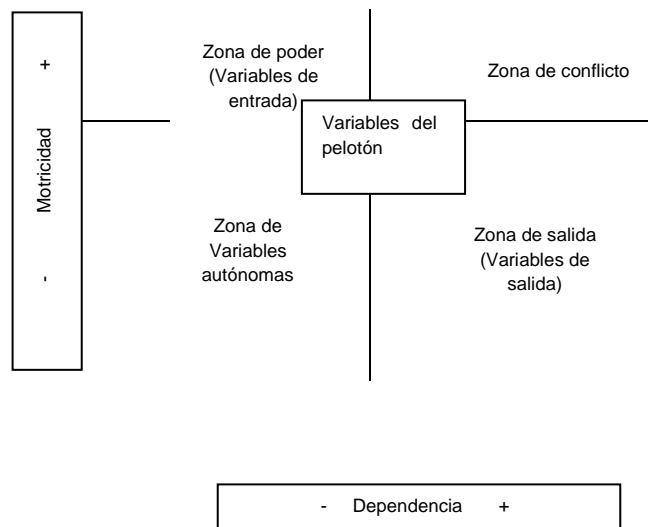 +
Motricidad
-
Zona de poder
(Variables de
entrada)
Zona de conflicto
Variables del
pelotón
Zona de
Variables
autónomas
Zona de salida
(Variables de
salida)
- Dependencia +